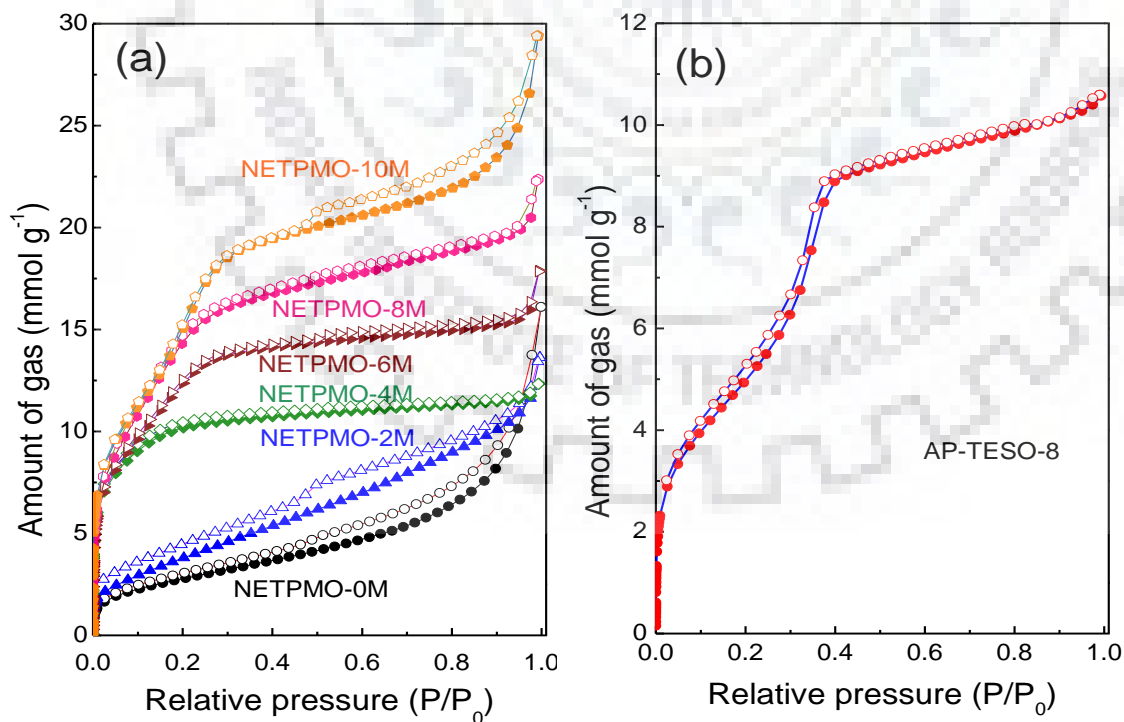 (a)
Amount of gas (mmol g⁻¹)
30
25
20
15
10
5
0
NETPMO-10M
NETPMO-8M
NETPMO-6M
NETPMO-4M
NETPMO-2M
NETPMO-0M
0.0 0.2 0.4 0.6 0.8 1.0
Relative pressure (P/P₀)
(b)
Amount of gas (mmol g⁻¹)
12
10
8
6
4
2
0
AP-TESO-8
0.0 0.2 0.4 0.6 0.8 1.0
Relative pressure (P/P₀)